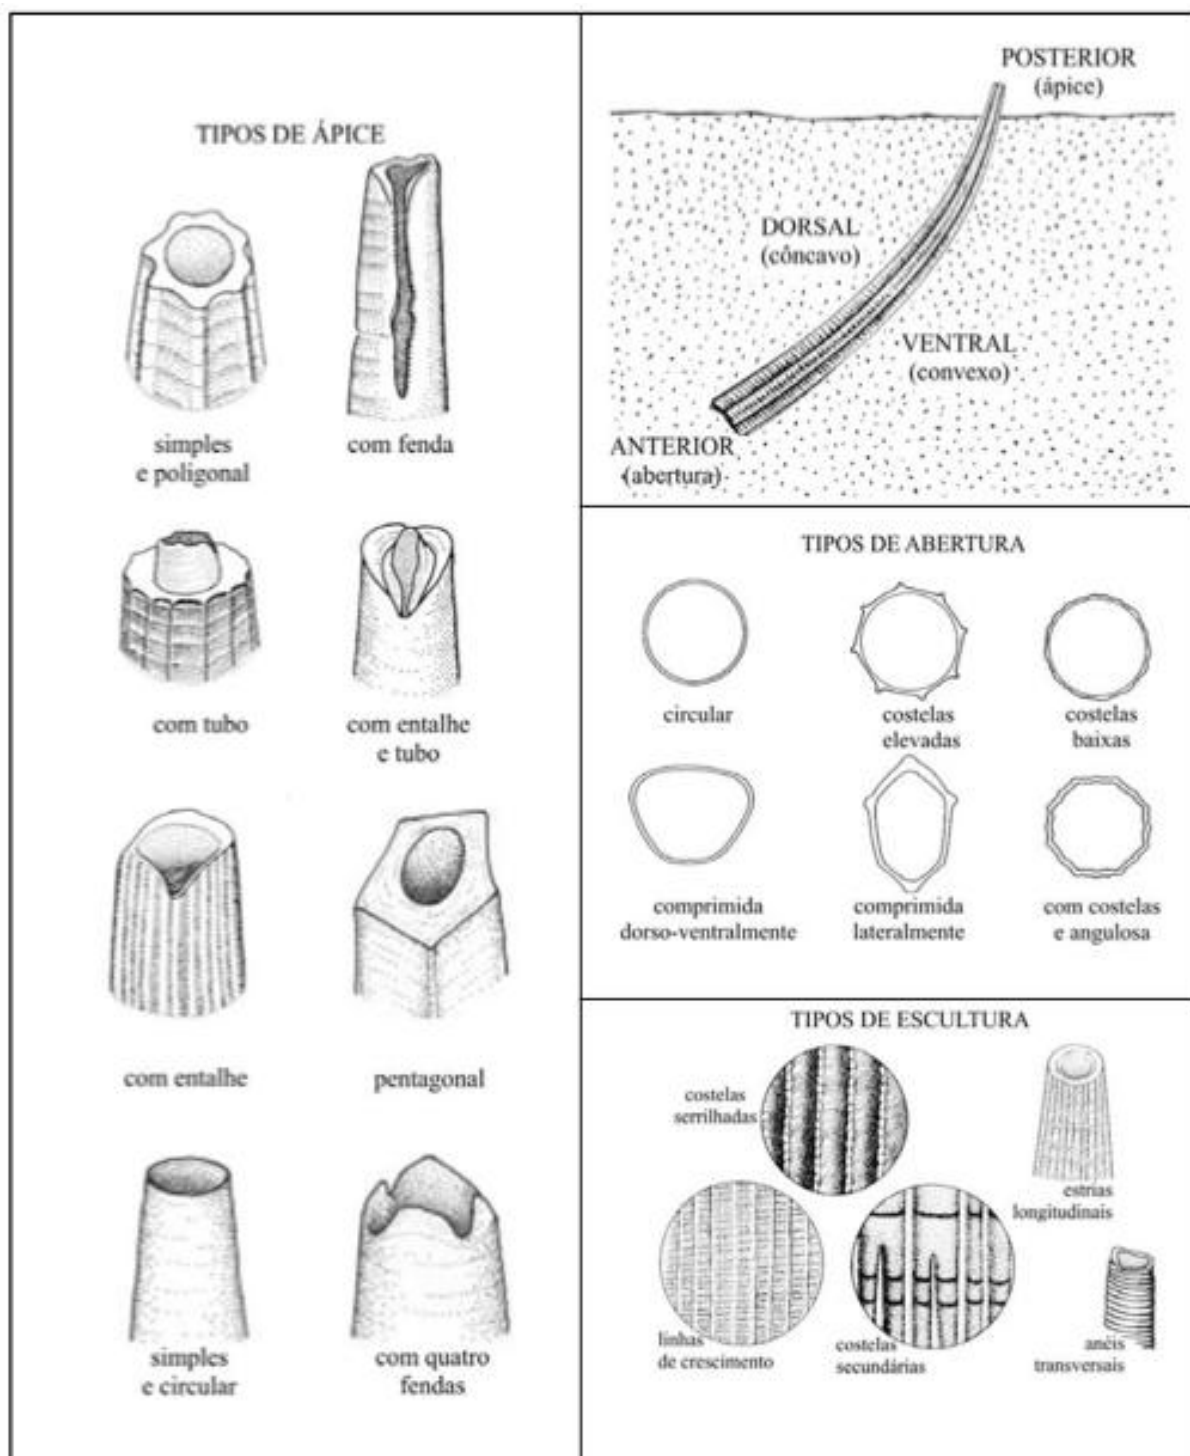 TIPOS DE ÁPICE
simples
e poligonal
com fenda
com tubo
com entalhe
e tubo
com entalhe
pentagonal
simples
e circular
com quatro
fendas
POSTERIOR
(ápice)
DORSAL
(côncavo)
VENTRAL
(convexo)
ANTERIOR
(abertura)
TIPOS DE ABERTURA
circular
costelas
elevadas
costelas
baixas
comprimida
dorso-ventralmente
comprimida
lateralmente
com costelas
e angulosa
TIPOS DE ESCULTURA
costelas
serrilhadas
estrias
longitudinais
linhas
de crescimento
costelas
secundárias
anéis
transversais